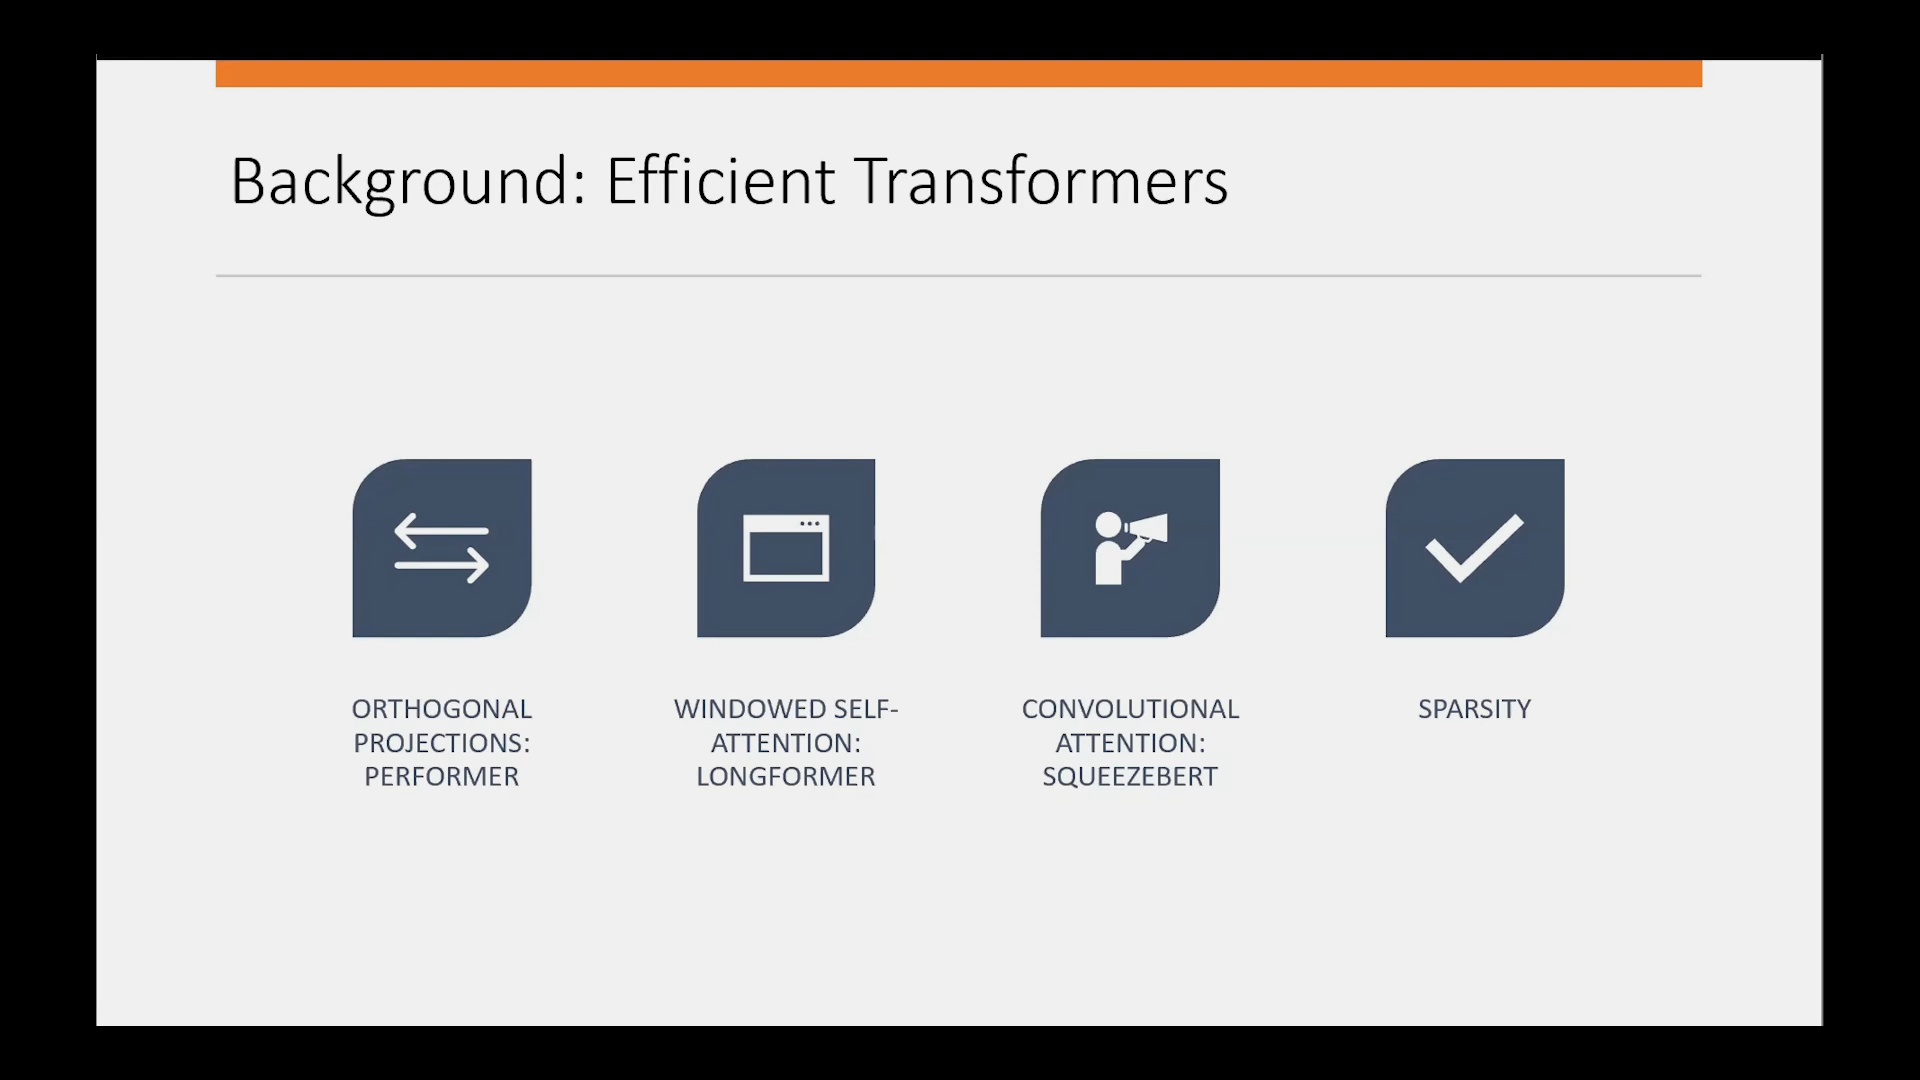 Background: Efficient Transformers
ORTHOGONAL
PROJECTIONS:
PERFORMER
WINDOWED SELF-
ATTENTION:
LONGFORMER
CONVOLUTIONAL
ATTENTION:
SQUEEZEBERT
SPARSITY